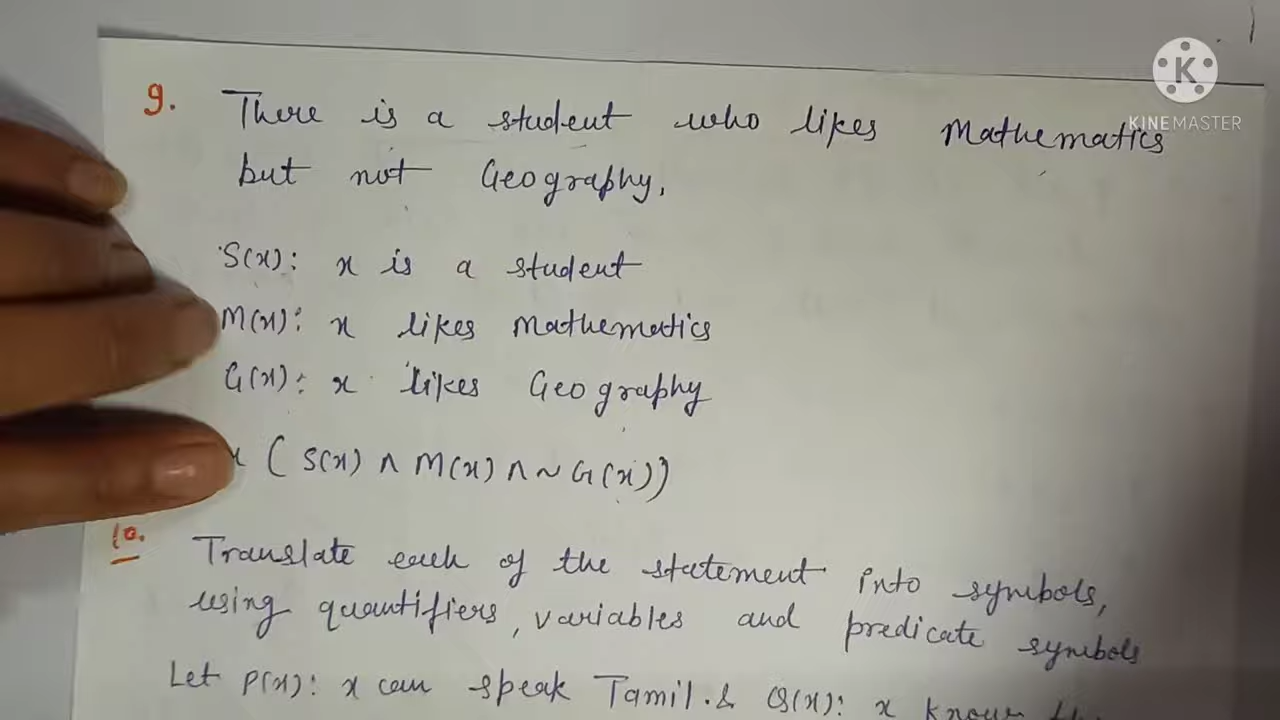 9. There is a student who likes Mathematics
but not Geography.
S(x): x is a student
M(x): x likes Mathematics
G(x): x likes Geography
x ( S(x) ∧ M(x) ∧ ~ G(x))
10. Translate each of the statement into symbols,
using quantifiers, variables and predicate symbols
Let P(x): x can speak Tamil. &
K
KINEMASTER